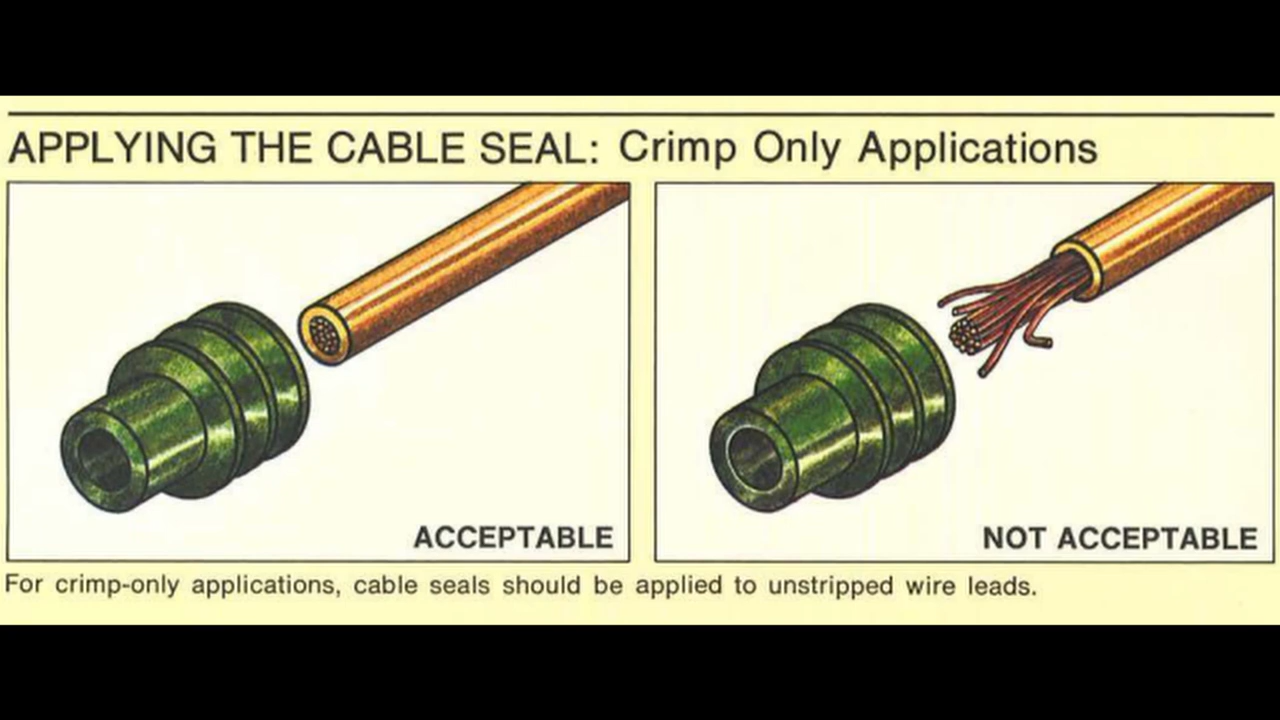 APPLYING THE CABLE SEAL: Crimp Only Applications
ACCEPTABLE
NOT ACCEPTABLE
For crimp-only applications, cable seals should be applied to unstripped wire leads.